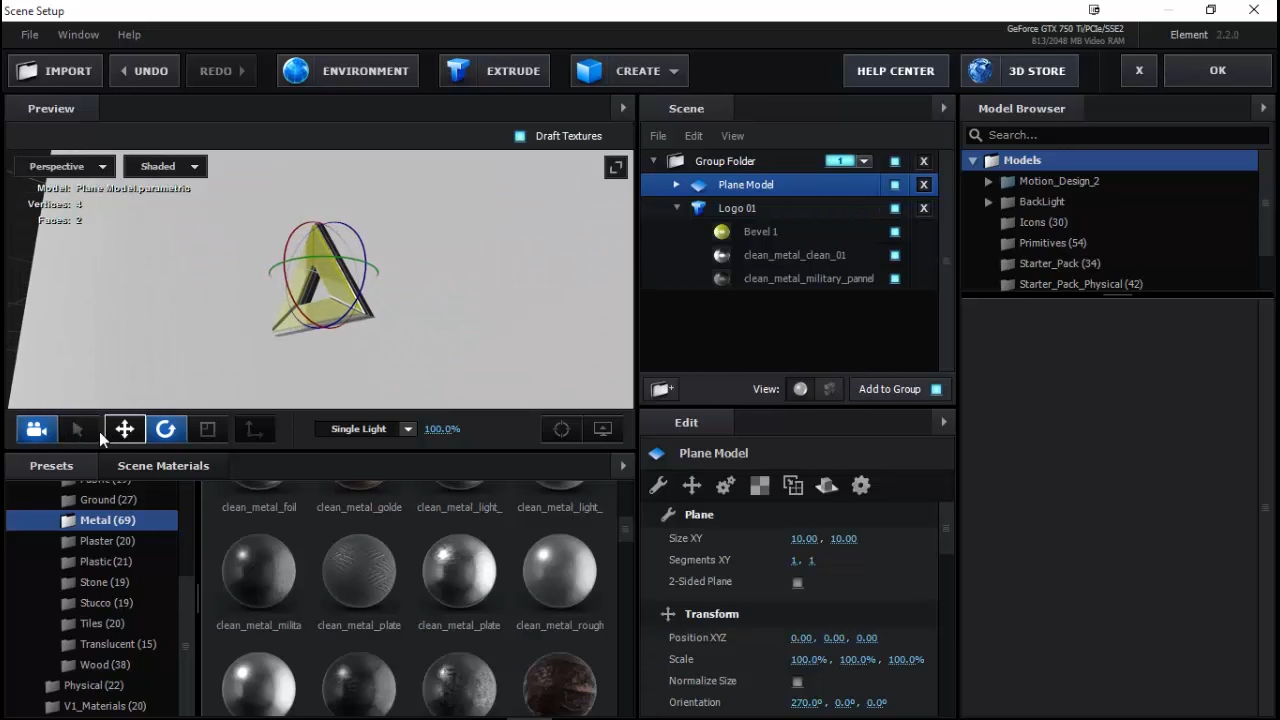 Scene Setup
File Window Help
GeForce GTX 750 Ti/PCIe/SSE2
813/2048 MB Video RAM
Element 2.2.0
IMPORT UNDO REDO ENVIRONMENT EXTRUDE CREATE HELP CENTER 3D STORE X OK
Preview
Draft Textures
Perspective Shaded
Model: Plane Model.parametric
Vertices: 4
Faces: 2
Single Light 100.0%
Presets Scene Materials
Ground (27)
Metal (69)
Plaster (20)
Plastic (21)
Stone (19)
Stucco (19)
Tiles (20)
Translucent (15)
Wood (38)
Physical (22)
V1_Materials (20)
clean_metal_foil clean_metal_golde clean_metal_light_ clean_metal_light_
clean_metal_milita clean_metal_plate clean_metal_plate clean_metal_rough
Scene
File Edit View
Group Folder 1 X
Plane Model X
Logo 01 X
Bevel 1
clean_metal_clean_01
clean_metal_military_pannel
View: Add to Group
Edit
Plane Model
Plane
Size XY 10.00, 10.00
Segments XY 1, 1
2-Sided Plane
Transform
Position XYZ 0.00, 0.00, 0.00
Scale 100.0%, 100.0%, 100.0%
Normalize Size
Orientation 270.0º, 0.0º, 0.0º
Model Browser
Search...
Models
Motion_Design_2
BackLight
Icons (30)
Primitives (54)
Starter_Pack (34)
Starter_Pack_Physical (42)